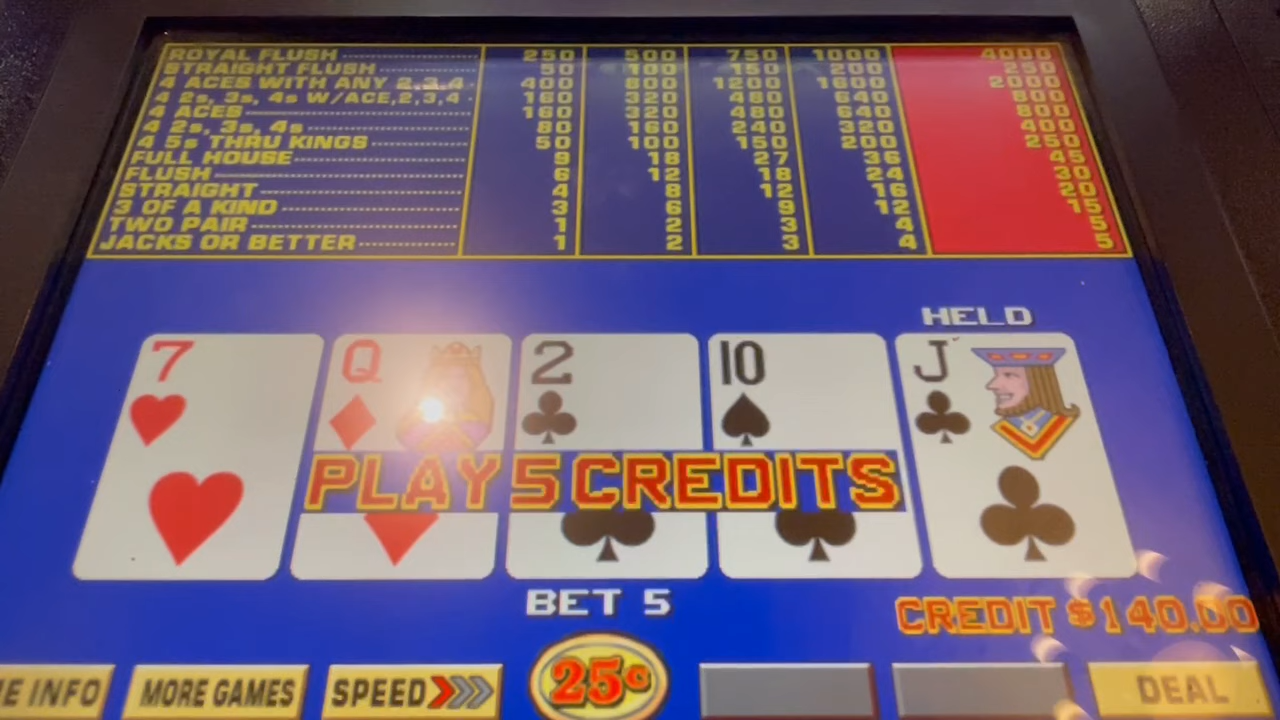 ROYAL FLUSH 250 500 750 1000 4000
STRAIGHT FLUSH 50 100 150 200 250
4 ACES WITH ANY 2,3,4 400 800 1200 1600 2000
4 2s, 3s, 4s W/ACE,2,3,4 160 320 480 640 800
4 ACES 160 320 480 640 800
4 2s, 3s, 4s 80 160 240 320 400
4 5s THRU KINGS 50 100 150 200 250
FULL HOUSE 9 18 27 36 45
FLUSH 6 12 18 24 30
STRAIGHT 4 8 12 16 20
3 OF A KIND 3 6 9 12 15
TWO PAIR 1 2 3 4 5
JACKS OR BETTER 1 2 3 4 5
HELD
7 Q 2 10 J
PLAY 5 CREDITS
BET 5
CREDIT $140.00
E INFO MORE GAMES SPEED 25¢ DEAL